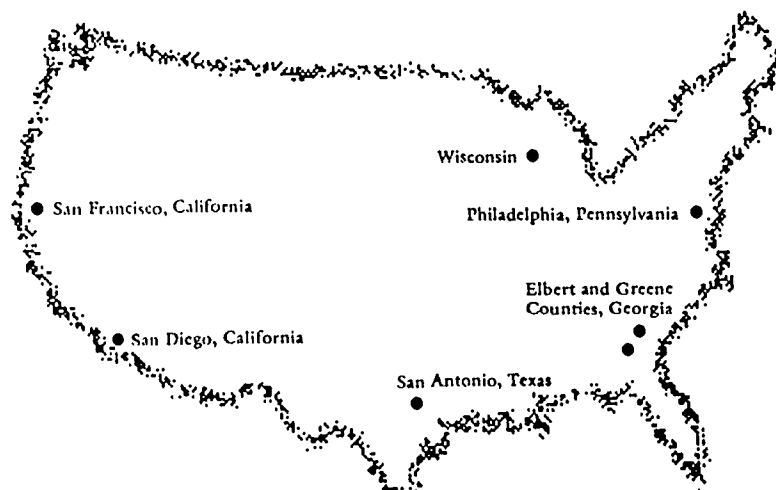 Wisconsin
San Francisco, California
Philadelphia, Pennsylvania
Elbert and Greene
Counties, Georgia
San Diego, California
San Antonio, Texas